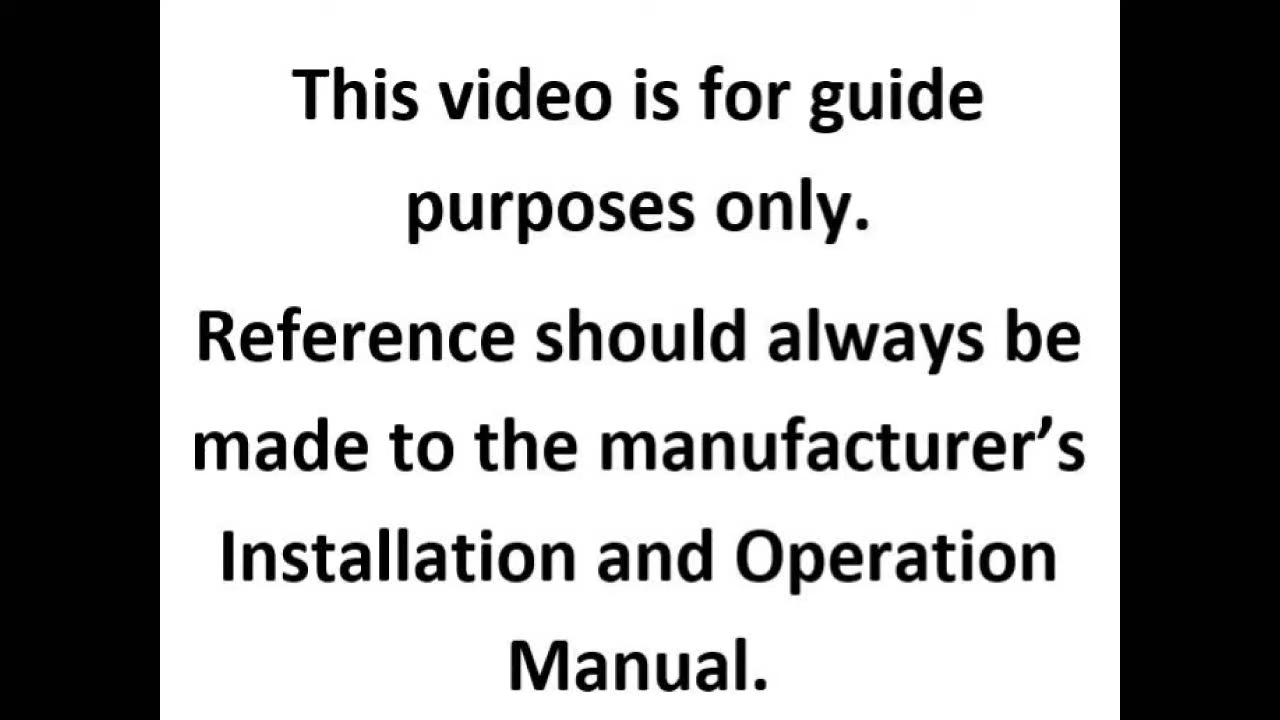 This video is for guide
purposes only.
Reference should always be
made to the manufacturer’s
Installation and Operation
Manual.